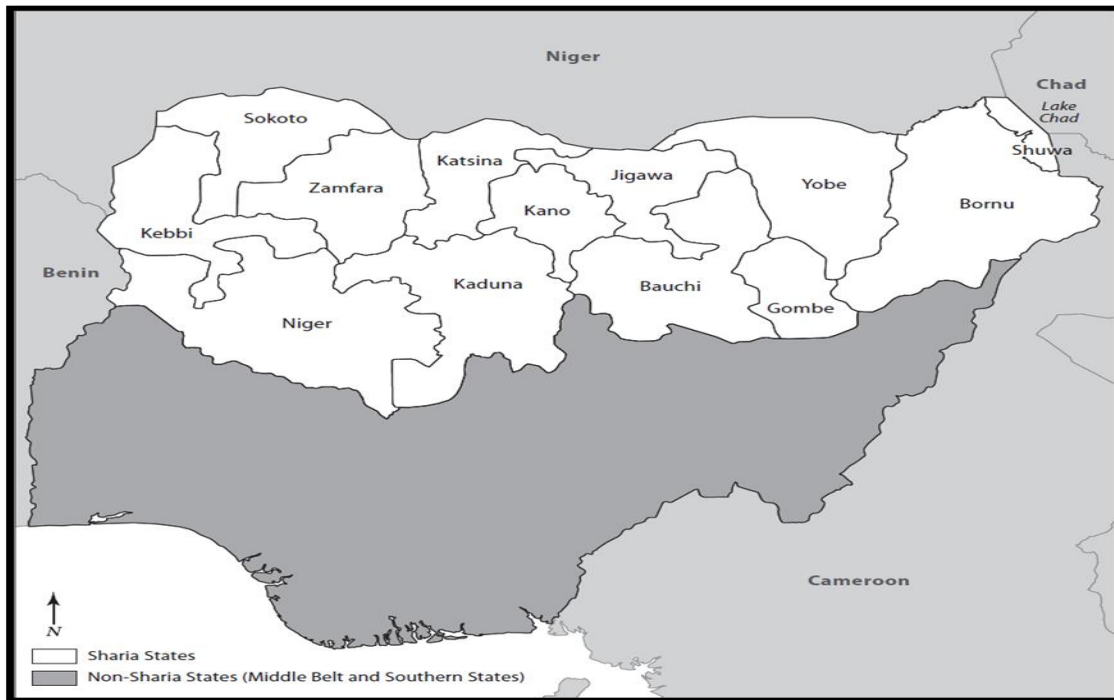 Niger
Chad
Lake
Chad
Sokoto
Shuwa
Katsina
Jigawa
Zamfara
Yobe
Kano
Bornu
Kebbi
Benin
Kaduna
Bauchi
Gombe
Niger
Cameroon
N
Sharia States
Non-Sharia States (Middle Belt and Southern States)